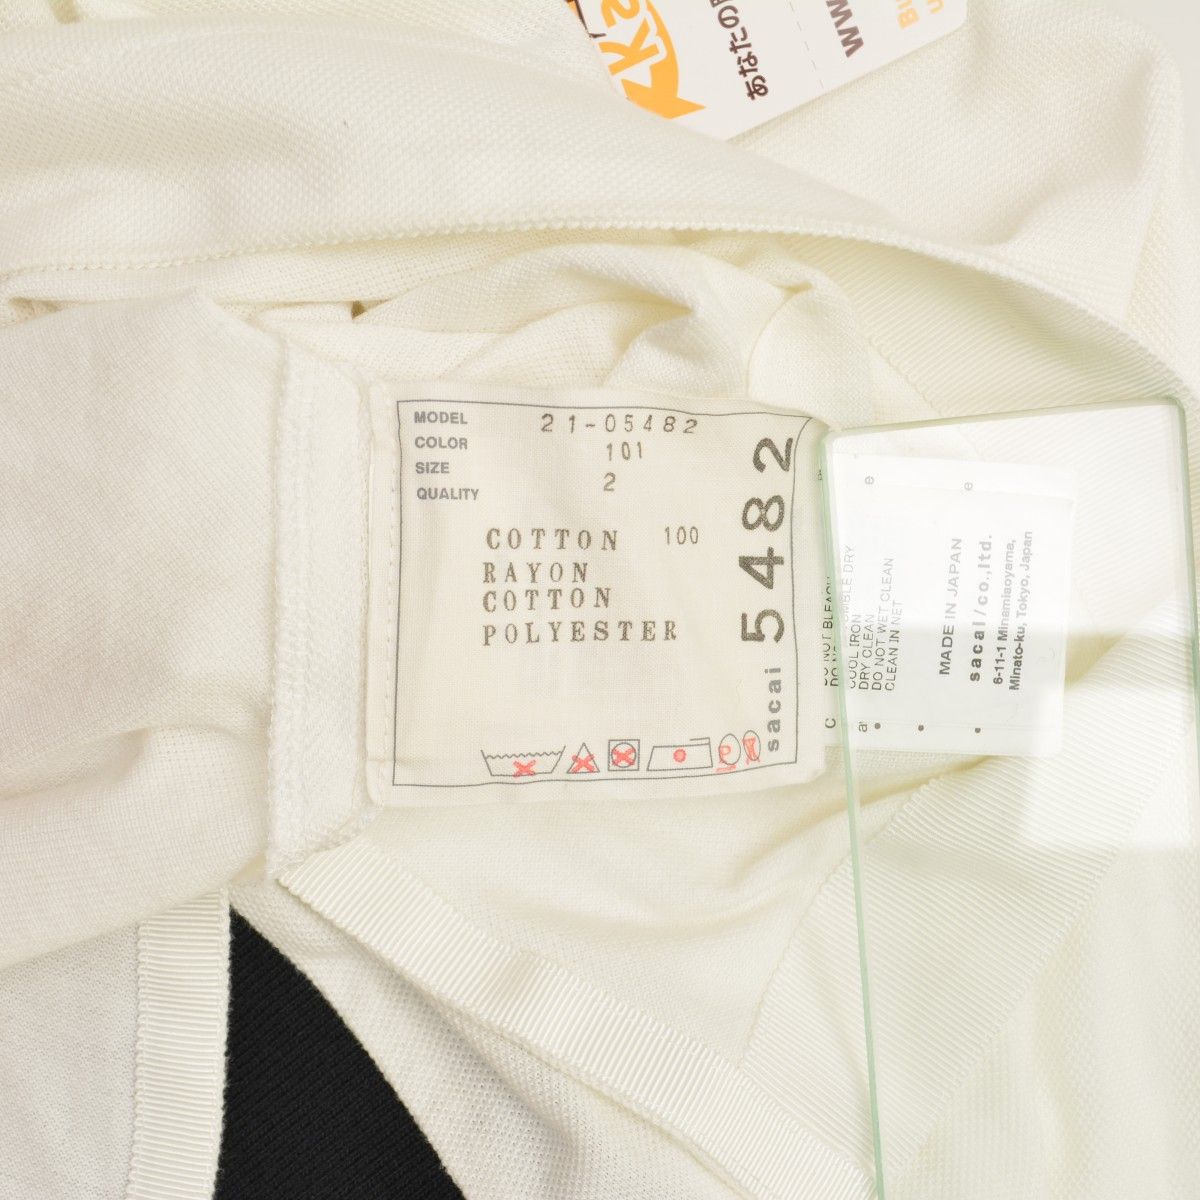 MODEL 21-05482
COLOR 101
SIZE 2
QUALITY
COTTON 100
RAYON
COTTON
POLYESTER
sacai 5482
DO NOT BLEACH
COOL IRON
DRY CLEAN
DO NOT WET CLEAN
CLEAN IN NET
MADE IN JAPAN
sacai/co.,ltd.
6-11-1 Minamiaoyama,
Minato-ku, Tokyo, Japan
あなたの
www